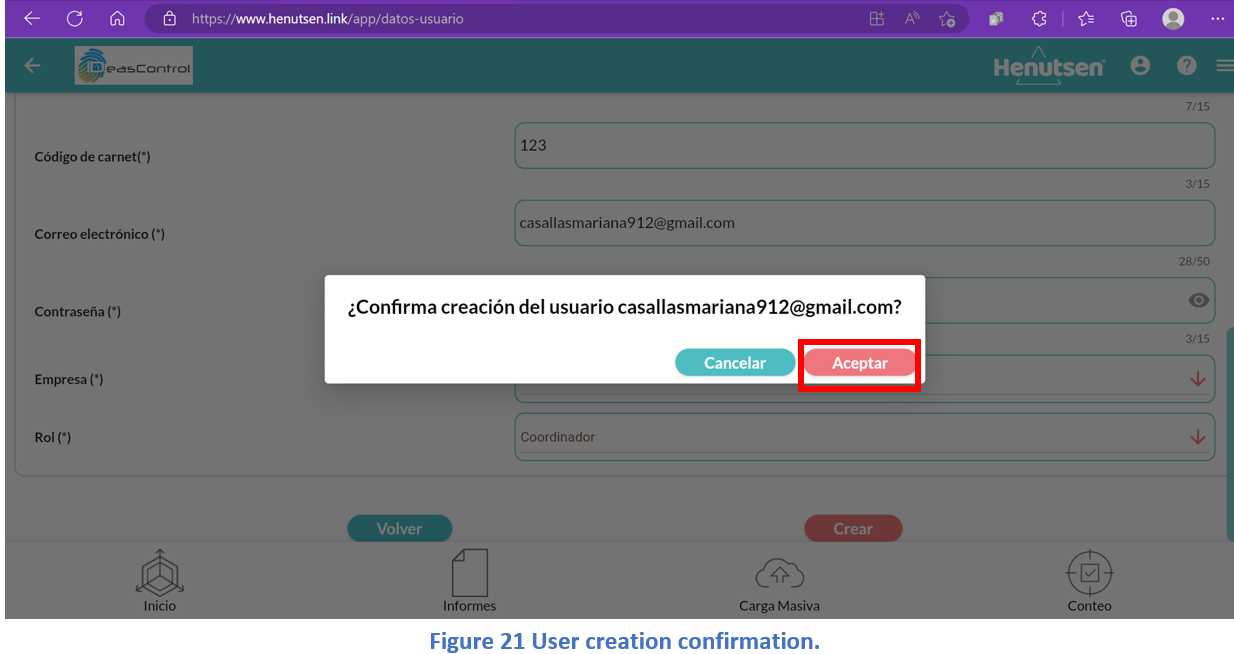 https://www.henutsen.link/app/datos-usuario
easControl
Henutsen
7/15
Código de carnet(*)
123
3/15
Correo electrónico (*)
casallasmariana912@gmail.com
28/50
¿Confirma creación del usuario casallasmariana912@gmail.com?
Contraseña (*)
3/15
Cancelar
Aceptar
Empresa (*)
Rol (*)
Coordinador
Volver
Crear
Inicio
Informes
Carga Masiva
Conteo
Figure 21 User creation confirmation.